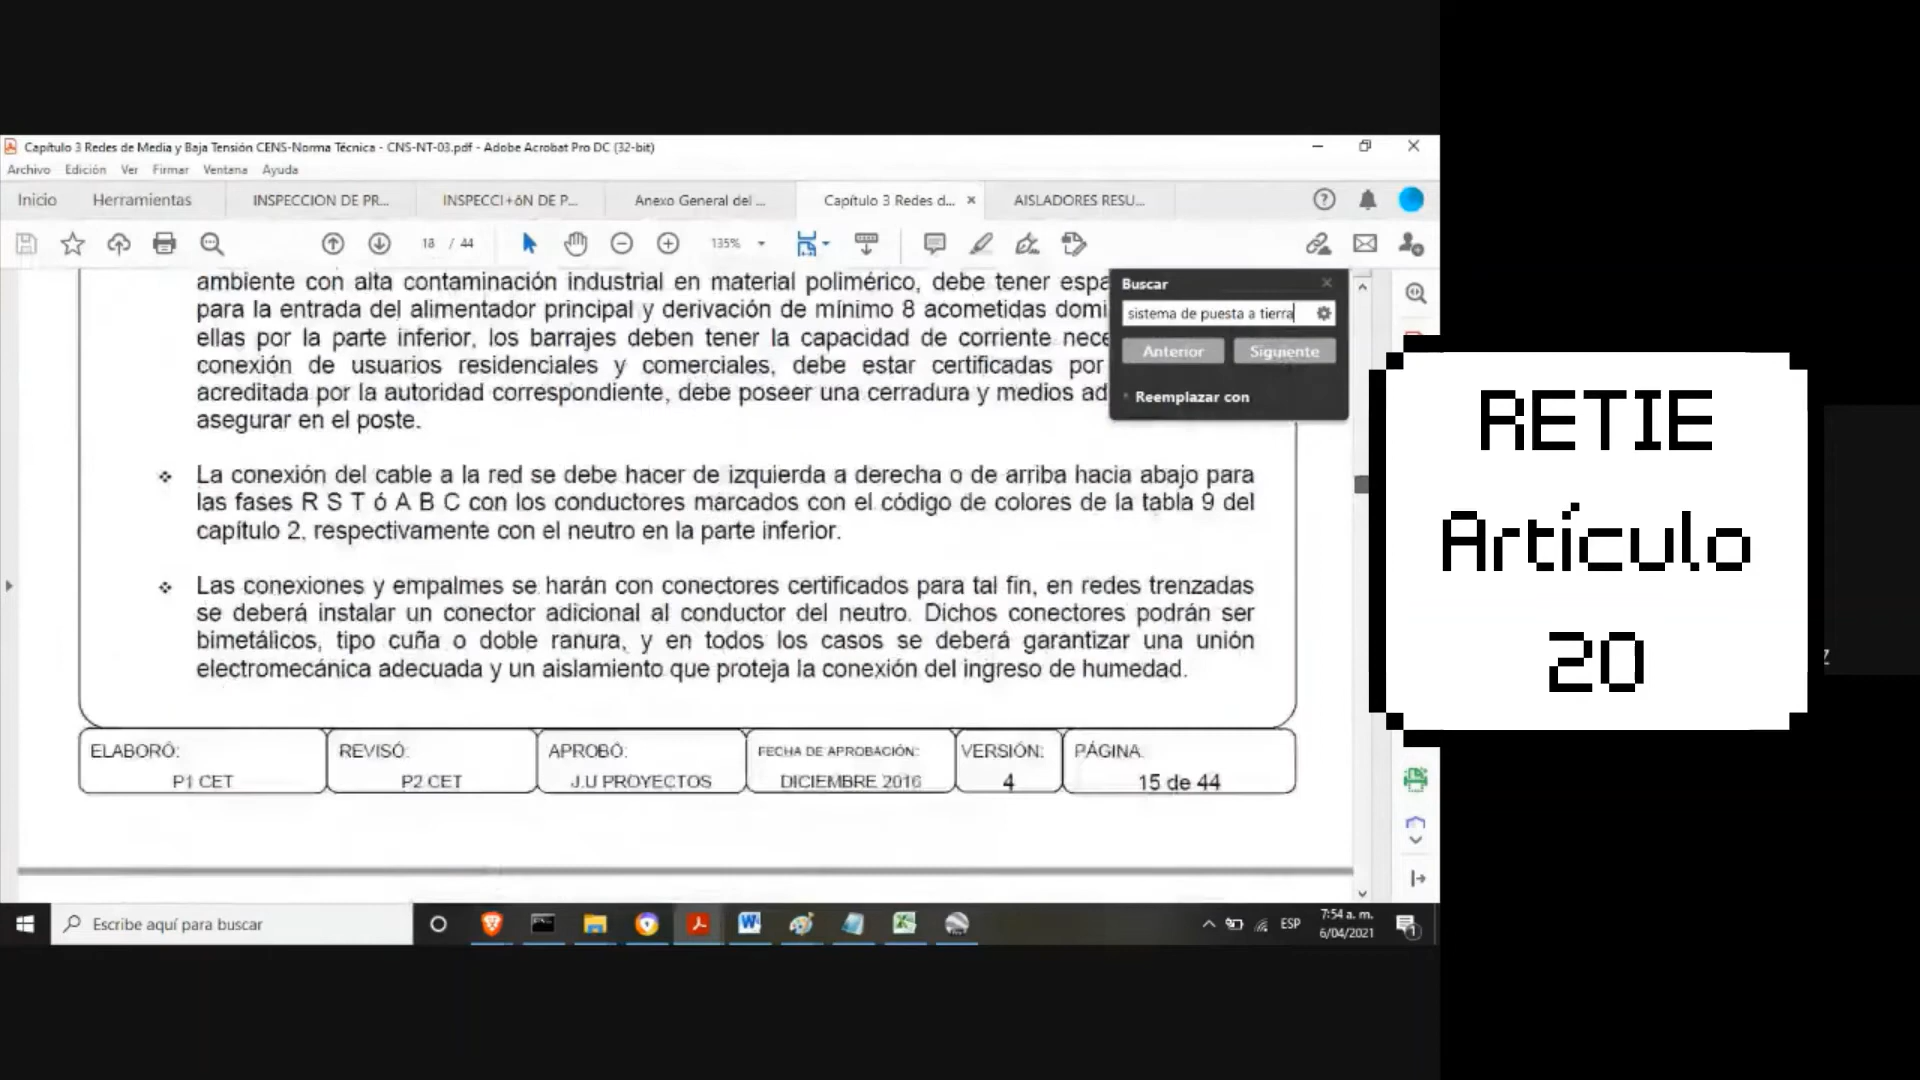 Capítulo 3 Redes de Media y Baja Tensión CENS-Norma Técnica - CNS-NT-03.pdf - Adobe Acrobat Pro DC (32-bit)
Archivo Edición Ver Firmar Ventana Ayuda
Inicio Herramientas INSPECCION DE PR... INSPECCI+óN DE P... Anexo General del ... Capítulo 3 Redes d... AISLADORES RESU...
18 / 44 135%
ambiente con alta contaminación industrial en material polimérico, debe tener espa
para la entrada del alimentador principal y derivación de mínimo 8 acometidas domi
ellas por la parte inferior, los barrajes deben tener la capacidad de corriente nece
conexión de usuarios residenciales y comerciales, debe estar certificadas por
acreditada por la autoridad correspondiente, debe poseer una cerradura y medios ad
asegurar en el poste.
Buscar
sistema de puesta a tierra
Anterior Siguiente
Reemplazar con
❖ La conexión del cable a la red se debe hacer de izquierda a derecha o de arriba hacia abajo para
las fases R S T ó A B C con los conductores marcados con el código de colores de la tabla 9 del
capítulo 2, respectivamente con el neutro en la parte inferior.
❖ Las conexiones y empalmes se harán con conectores certificados para tal fin, en redes trenzadas
se deberá instalar un conector adicional al conductor del neutro. Dichos conectores podrán ser
bimetálicos, tipo cuña o doble ranura, y en todos los casos se deberá garantizar una unión
electromecánica adecuada y un aislamiento que proteja la conexión del ingreso de humedad.
ELABORÓ: REVISÓ: APROBÓ: FECHA DE APROBACIÓN: VERSIÓN: PÁGINA:
P1 CET P2 CET J.U PROYECTOS DICIEMBRE 2016 4 15 de 44
Escribe aquí para buscar
ESP
7:54 a. m.
6/04/2021
1
RETIE
Artículo
20
Z